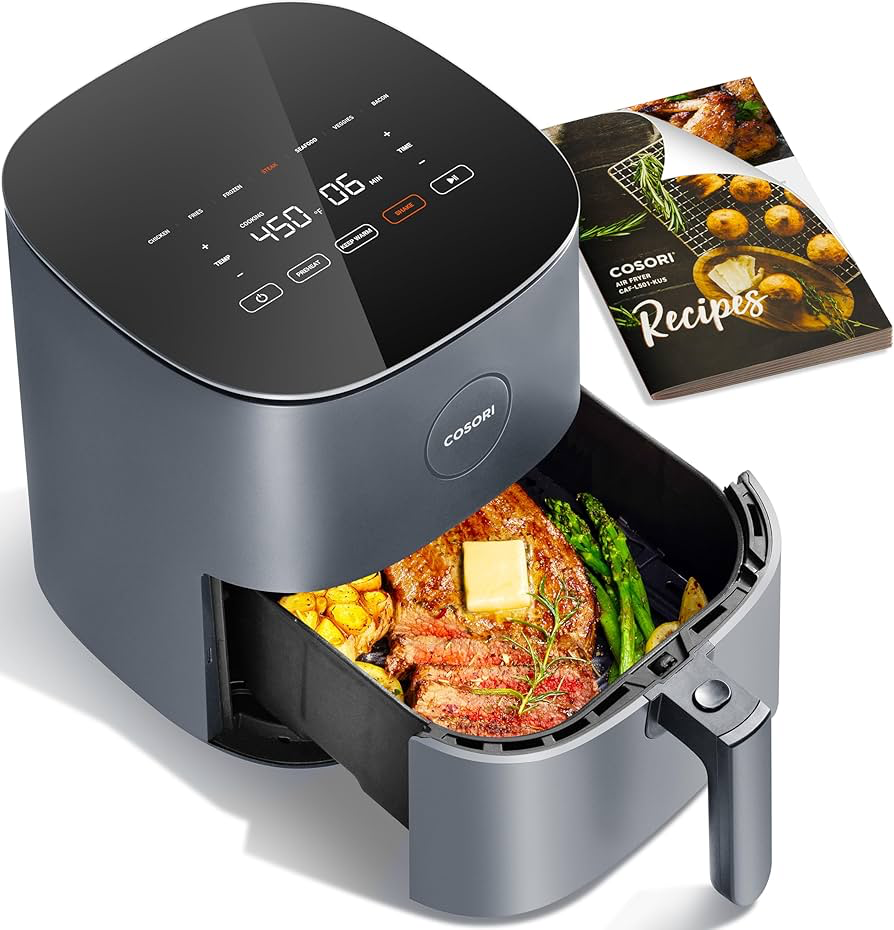 CHICKEN
FRIES
FROZEN
STEAK
SEAFOOD
VEGGIES
BACON
+
TEMP
-
COOKING
450 °F
06 MIN
+
TIME
-
PREHEAT
KEEP WARM
SHAKE
COSORI
COSORI
AIR FRYER
CAF-L501-KUS
Recipes